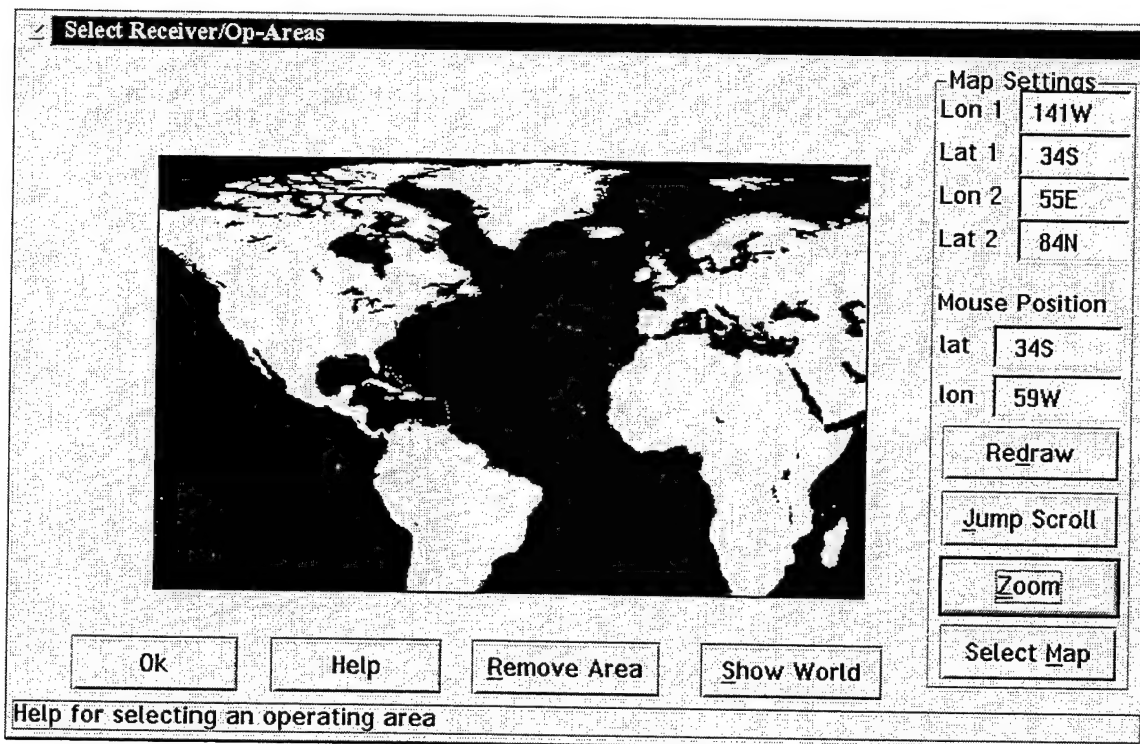 Select Receiver/Op-Areas
Map Settings
Lon 1 141W
Lat 1 34S
Lon 2 55E
Lat 2 84N
Mouse Position
lat 34S
lon 59W
Redraw
Jump Scroll
Zoom
Select Map
Ok Help Remove Area Show World
Help for selecting an operating area